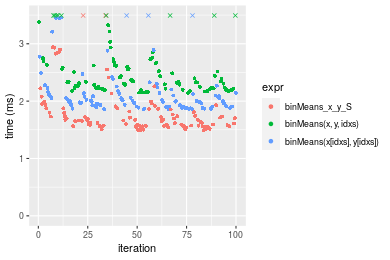 time (ms)
3
2
1
0
0
25
50
75
100
iteration
expr
binMeans_x_y_S
binMeans(x, y, idxs)
binMeans(x[idxs], y[idxs])